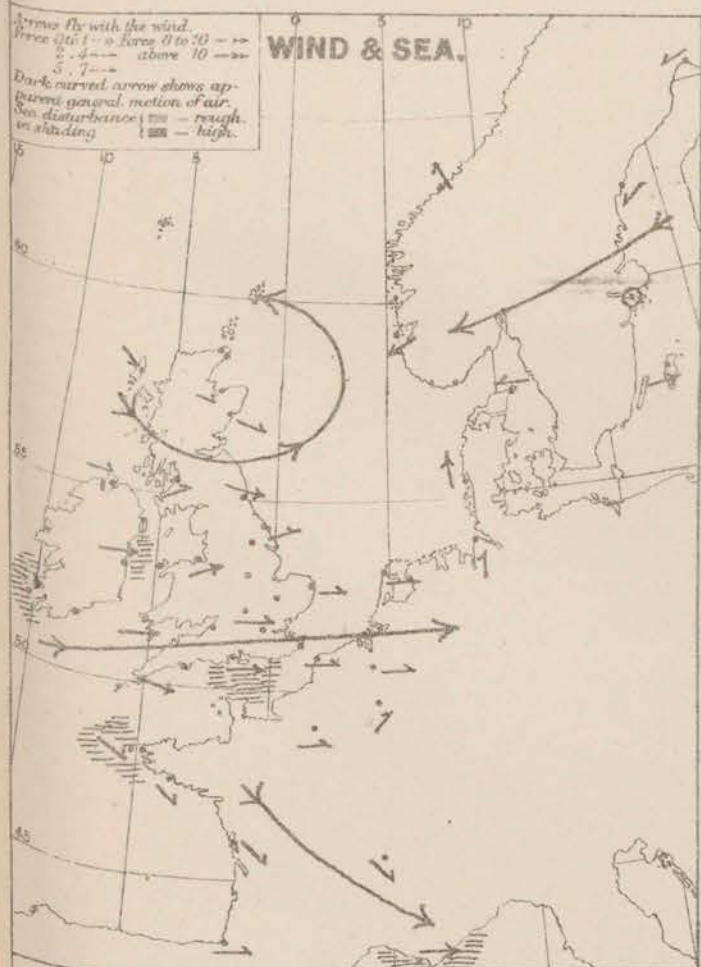 0 5 10
Arrows fly with the wind.
Force 0 to 1 – o Force 8 to 10 –
2 . 4 – above 10 –
5 . 7 –
WIND & SEA.
Dark curved arrow shows ap-
parent general motion of air.
Sea disturbance { – rough.
in shading { – high.
15 10 5
60
55
50
45